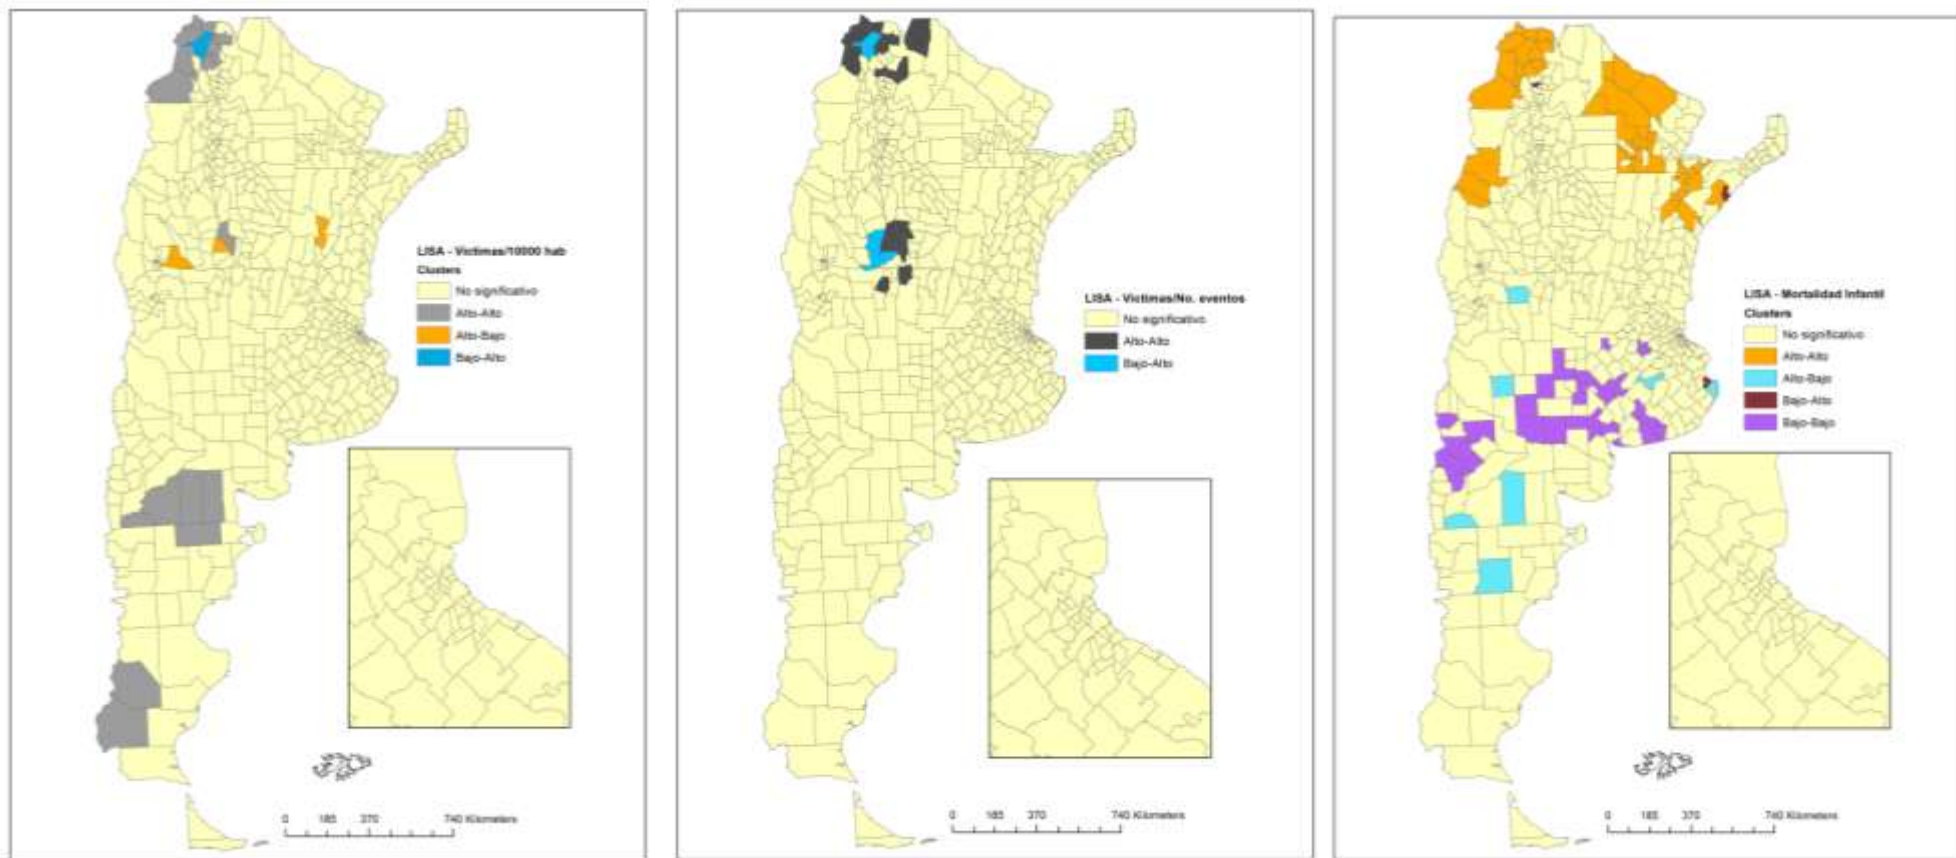 LISA - Victimas/10000 hab
Clusters
No significativo
Alto-Alto
Alto-Bajo
Bajo-Alto
0 185 370 740 Kilometers
LISA - Victimas/No. eventos
No significativo
Alto-Alto
Bajo-Alto
0 185 370 740 Kilometers
LISA - Mortalidad Infantil
Clusters
No significativo
Alto-Alto
Alto-Bajo
Bajo-Alto
Bajo-Bajo
0 185 370 740 Kilometers